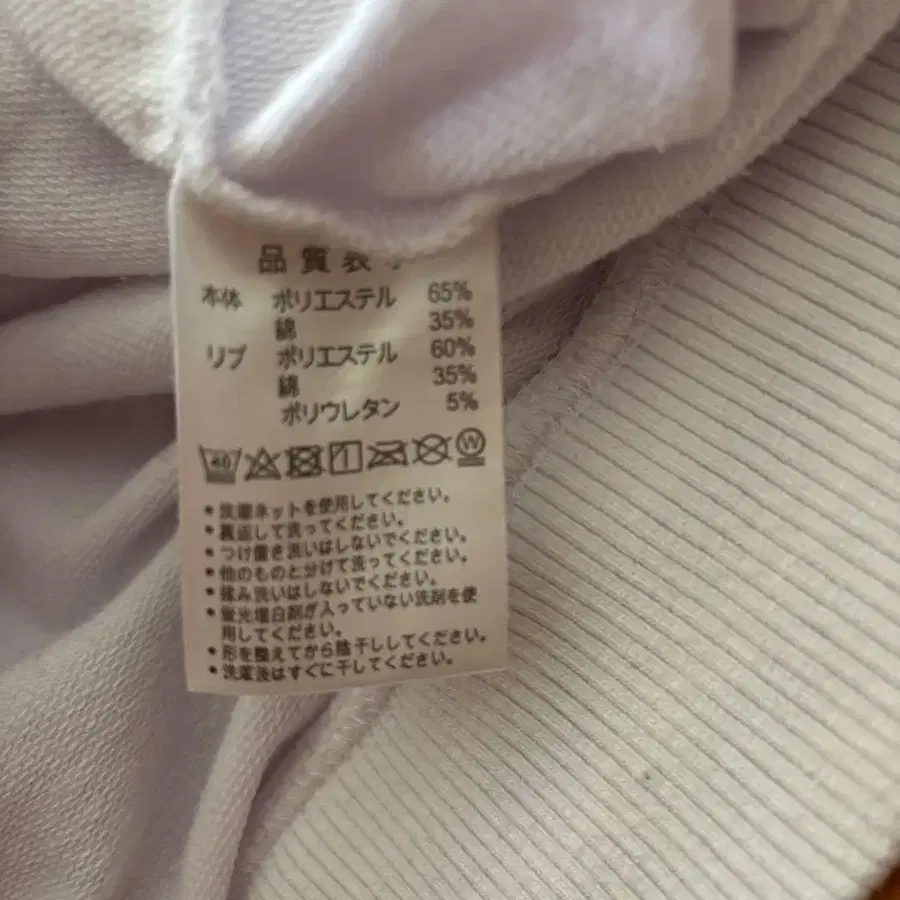 品質表
本体 ポリエステル 65%
綿 35%
リブ ポリエステル 60%
綿 35%
ポリウレタン 5%
40 W
*洗濯ネットを使用してください。
*裏返して洗ってください。
*つけ置き洗いはしないでください。
*他のものと分けて洗ってください。
*揉み洗いはしないでください。
*蛍光増白剤が入っていない洗剤を使
用してください。
*形を整えてから陰干ししてください。
*洗濯後はすぐに干してください。